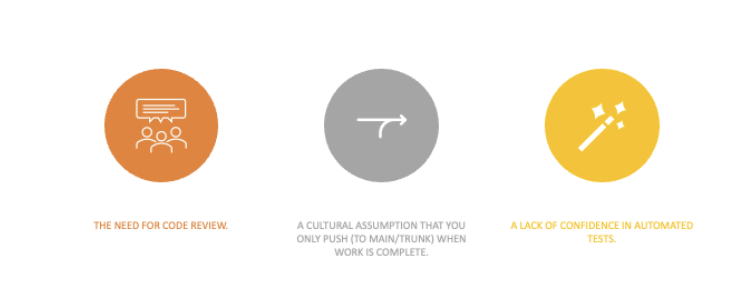 THE NEED FOR CODE REVIEW.
A CULTURAL ASSUMPTION THAT YOU
ONLY PUSH (TO MAIN/TRUNK) WHEN
WORK IS COMPLETE.
A LACK OF CONFIDENCE IN AUTOMATED
TESTS.